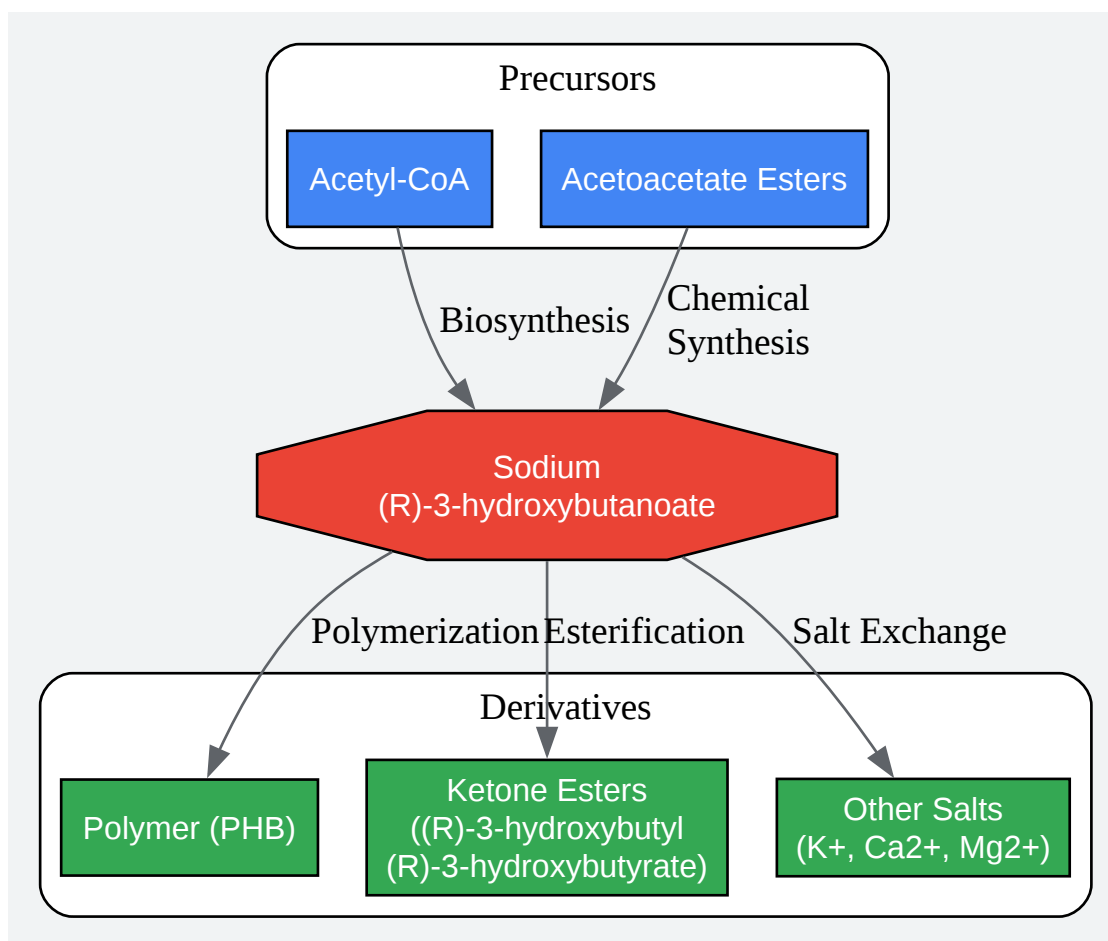 Precursors
Acetyl-CoA
Acetoacetate Esters
Biosynthesis
Chemical
Synthesis
Sodium
(R)-3-hydroxybutanoate
Polymerization
Esterification
Salt Exchange
Derivatives
Polymer (PHB)
Ketone Esters
((R)-3-hydroxybutyl
(R)-3-hydroxybutyrate)
Other Salts
(K+, Ca2+, Mg2+)